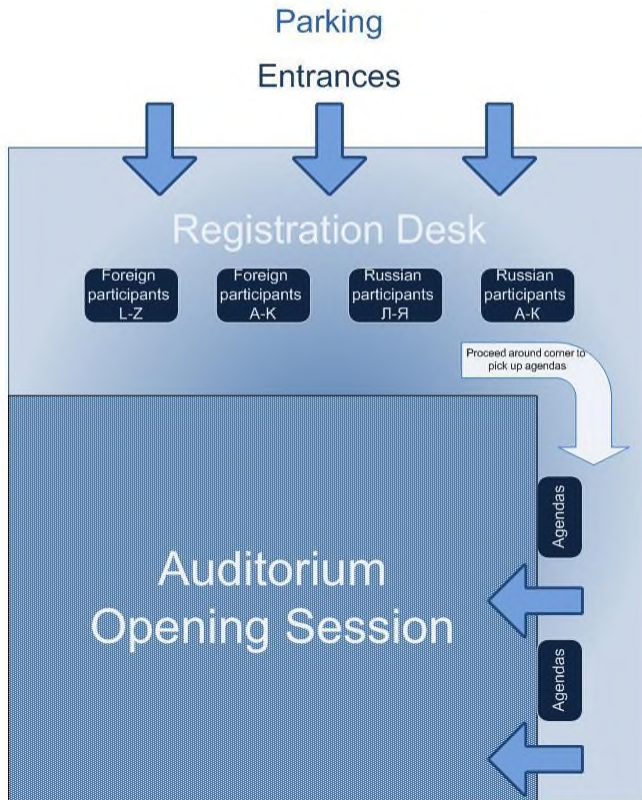 Parking
Entrances
Registration Desk
Foreign
participants
L-Z
Foreign
participants
A-K
Russian
participants
Л-Я
Russian
participants
А-К
Proceed around corner to
pick up agendas
Agendas
Auditorium
Opening Session
Agendas